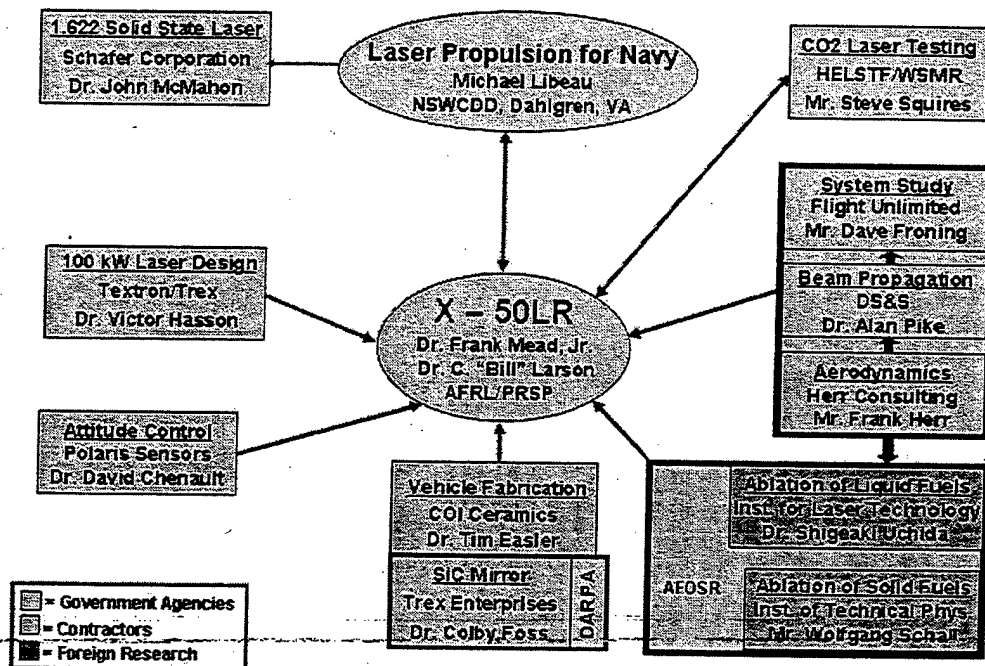 1.622 Solid State Laser
Schafer Corporation
Dr. John McMahon
Laser Propulsion for Navy
Michael Libeau
NSWCDD, Dahlgren, VA
CO2 Laser Testing
HELSTF/WSMR
Mr. Steve Squires
System Study
Flight Unlimited
Mr. Dave Froning
100 kW Laser Design
Textron/Trex
Dr. Victor Hasson
X – 50LR
Dr. Frank Mead, Jr.
Dr. C. "Bill" Larson
AFRL/PRSP
Beam Propagation
DS&S
Dr. Alan Pike
Aerodynamics
Herr Consulting
Mr. Frank Herr
Attitude Control
Polaris Sensors
Dr. David Chenault
Vehicle Fabrication
COI Ceramics
Dr. Tim Easler
SiC Mirror
Trex Enterprises
Dr. Colby Foss
DARPA
AFOSR
Ablation of Liquid Fuels
Inst. for Laser Technology
Dr. Shigeaki Uchida
Ablation of Solid Fuels
Inst. of Technical Phys.
Mr. Wolfgang Schall
= Government Agencies
= Contractors
= Foreign Research